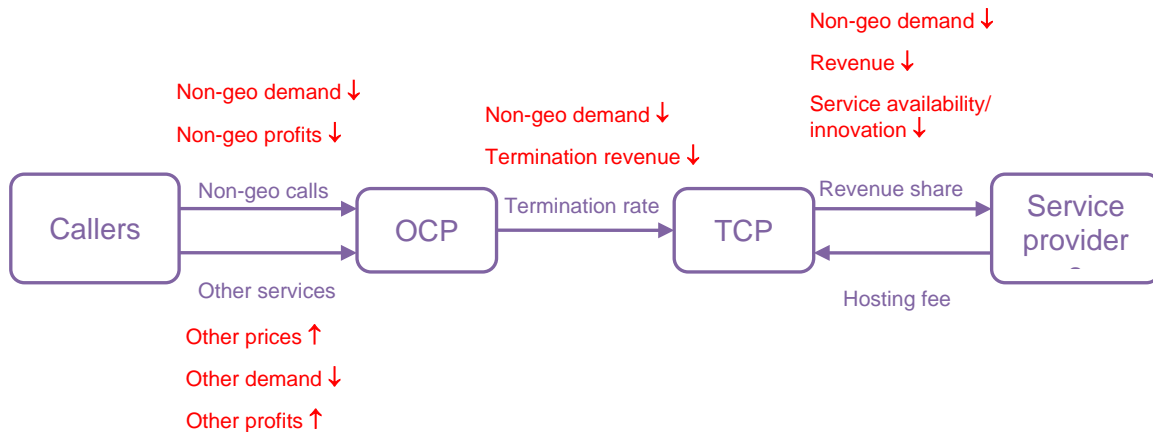 Non-geo demand ↓
Revenue ↓
Service availability/
innovation ↓
Non-geo demand ↓
Non-geo profits ↓
Non-geo demand ↓
Termination revenue ↓
Callers
Non-geo calls
OCP
Termination rate
TCP
Revenue share
Service
provider
Other services
Hosting fee
Other prices ↑
Other demand ↓
Other profits ↑